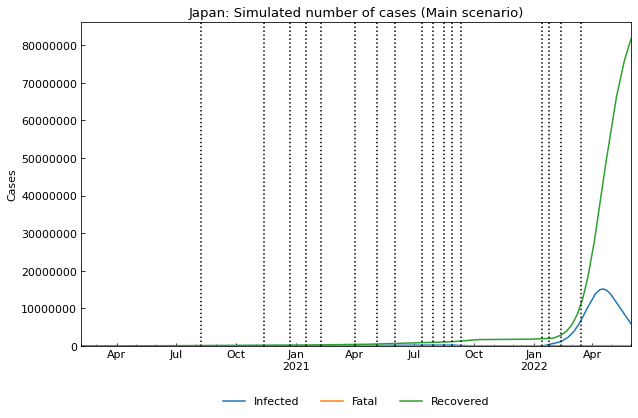 Japan: Simulated number of cases (Main scenario)
80000000
70000000
60000000
50000000
40000000
30000000
20000000
10000000
0
Cases
Apr Jul Oct Jan Apr Jul Oct Jan Apr
2021 2022
Infected Fatal Recovered